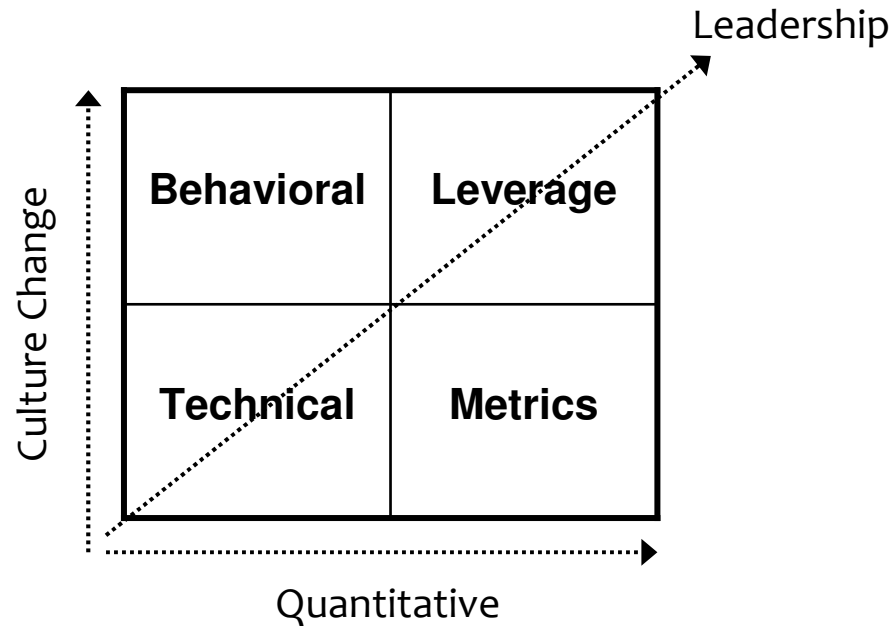 Leadership
Behavioral
Leverage
Culture Change
Technical
Metrics
Quantitative